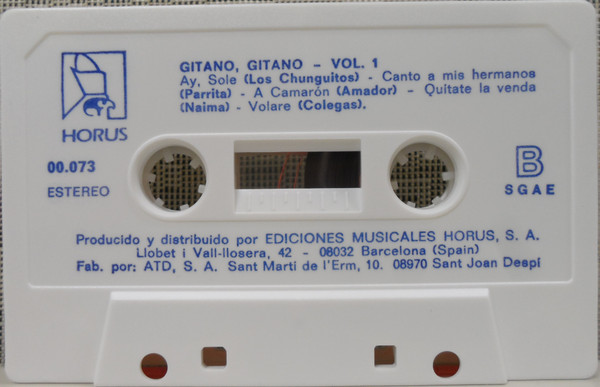 GITANO, GITANO - VOL. 1
Ay, Sole (Los Chunguitos) - Canto a mis hermanos
(Parrita) - A Camarón (Amador) - Quítate la venda
(Naima) - Volare (Colegas).
HORUS
00.073
ESTEREO
B
SGAE
Producido y distribuido por EDICIONES MUSICALES HORUS, S. A.
Llobet i Vall-llosera, 42 - 08032 Barcelona (Spain)
Fab. por: ATD, S. A. Sant Martí de l'Erm, 10. 08970 Sant Joan Despí